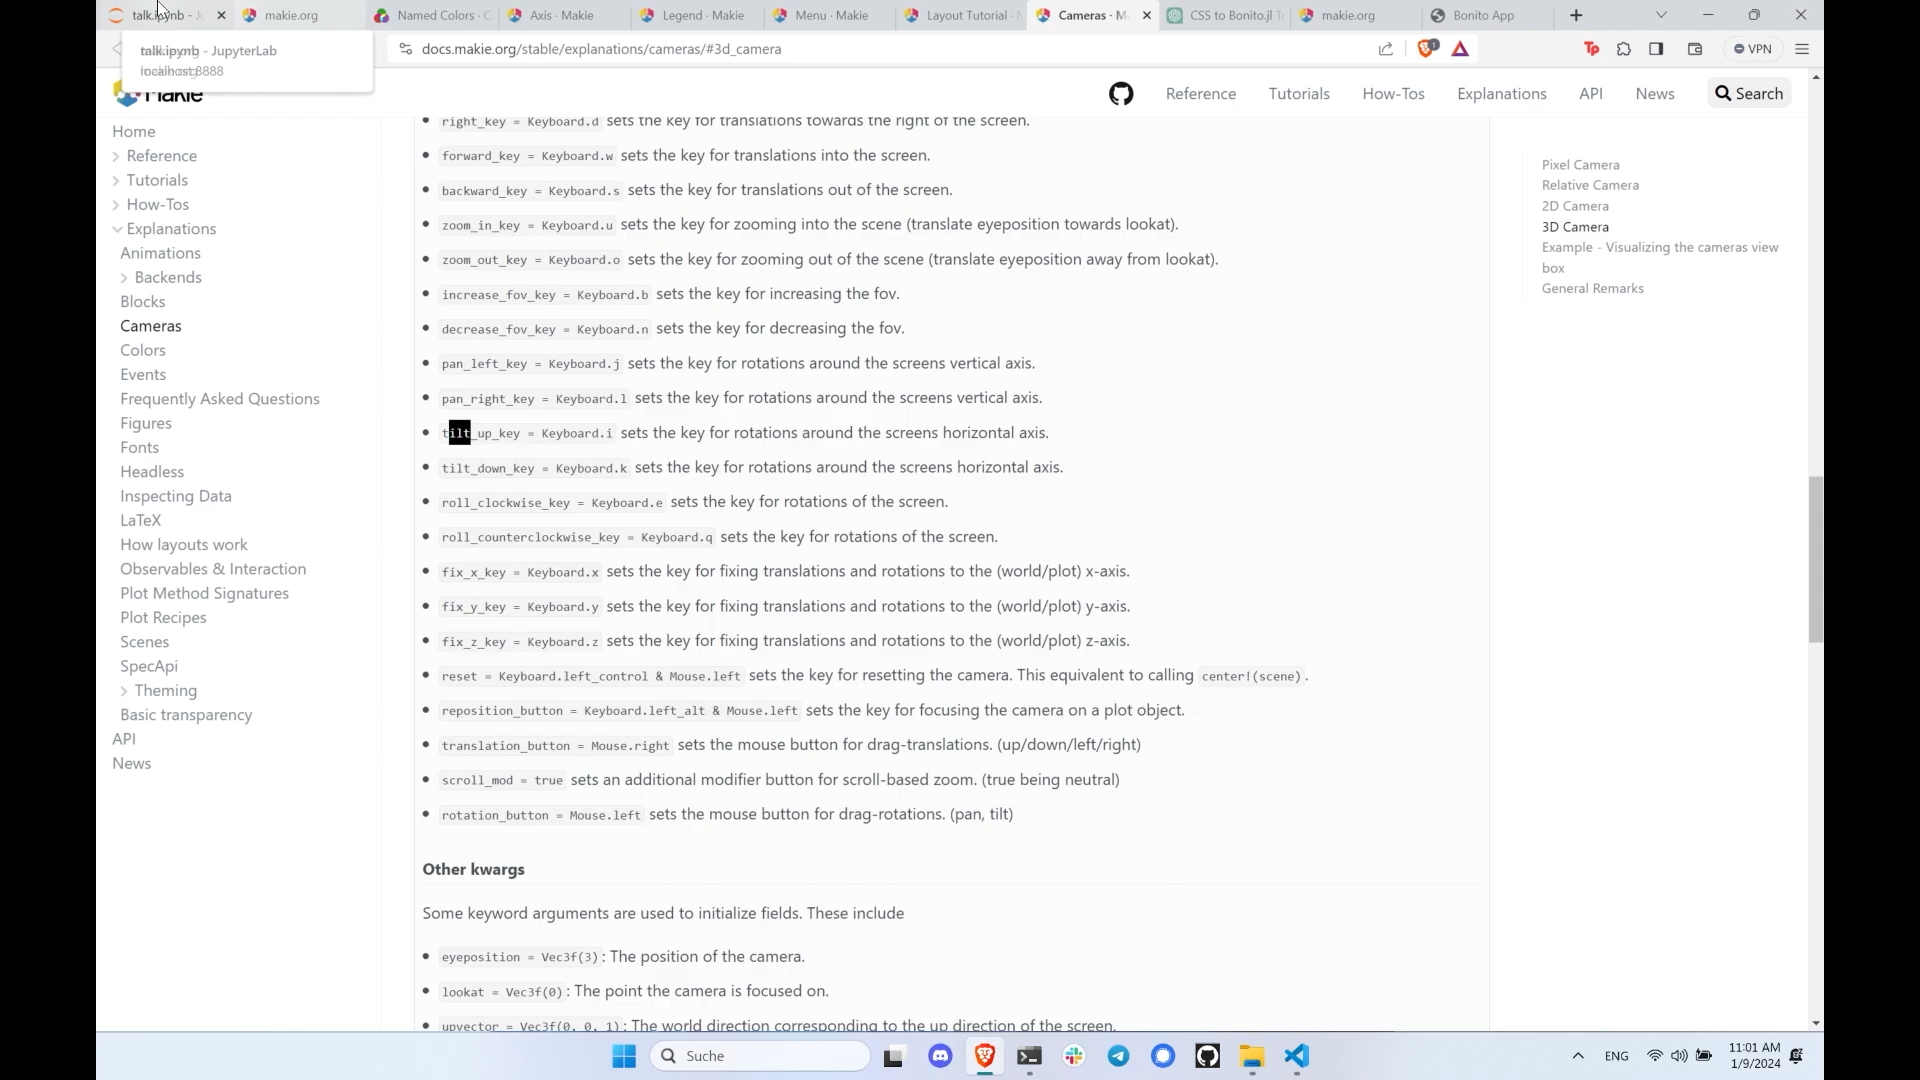 talk.ipynb - J
makie.org
Named Colors · C
Axis · Makie
Legend · Makie
Menu · Makie
Layout Tutorial ·
Cameras · M
CSS to Bonito.jl T
makie.org
Bonito App
docs.makie.org/stable/explanations/cameras/#3d_camera
Tp
1
VPN
talk.ipynb - JupyterLab
localhost:8888
Makie
Reference
Tutorials
How-Tos
Explanations
API
News
Search
Home
Reference
Tutorials
How-Tos
Explanations
Animations
Backends
Blocks
Cameras
Colors
Events
Frequently Asked Questions
Figures
Fonts
Headless
Inspecting Data
LaTeX
How layouts work
Observables & Interaction
Plot Method Signatures
Plot Recipes
Scenes
SpecApi
Theming
Basic transparency
API
News
right_key = Keyboard.d sets the key for translations towards the right of the screen.
forward_key = Keyboard.w sets the key for translations into the screen.
backward_key = Keyboard.s sets the key for translations out of the screen.
zoom_in_key = Keyboard.u sets the key for zooming into the scene (translate eyeposition towards lookat).
zoom_out_key = Keyboard.o sets the key for zooming out of the scene (translate eyeposition away from lookat).
increase_fov_key = Keyboard.b sets the key for increasing the fov.
decrease_fov_key = Keyboard.n sets the key for decreasing the fov.
pan_left_key = Keyboard.j sets the key for rotations around the screens vertical axis.
pan_right_key = Keyboard.l sets the key for rotations around the screens vertical axis.
tilt_up_key = Keyboard.i sets the key for rotations around the screens horizontal axis.
tilt_down_key = Keyboard.k sets the key for rotations around the screens horizontal axis.
roll_clockwise_key = Keyboard.e sets the key for rotations of the screen.
roll_counterclockwise_key = Keyboard.q sets the key for rotations of the screen.
fix_x_key = Keyboard.x sets the key for fixing translations and rotations to the (world/plot) x-axis.
fix_y_key = Keyboard.y sets the key for fixing translations and rotations to the (world/plot) y-axis.
fix_z_key = Keyboard.z sets the key for fixing translations and rotations to the (world/plot) z-axis.
reset = Keyboard.left_control & Mouse.left sets the key for resetting the camera. This equivalent to calling center!(scene).
reposition_button = Keyboard.left_alt & Mouse.left sets the key for focusing the camera on a plot object.
translation_button = Mouse.right sets the mouse button for drag-translations. (up/down/left/right)
scroll_mod = true sets an additional modifier button for scroll-based zoom. (true being neutral)
rotation_button = Mouse.left sets the mouse button for drag-rotations. (pan, tilt)
Other kwargs
Some keyword arguments are used to initialize fields. These include
eyeposition = Vec3f(3): The position of the camera.
lookat = Vec3f(0): The point the camera is focused on.
upvector = Vec3f(0, 0, 1): The world direction corresponding to the up direction of the screen.
Pixel Camera
Relative Camera
2D Camera
3D Camera
Example - Visualizing the cameras view
box
General Remarks
Suche
ENG
11:01 AM
1/9/2024